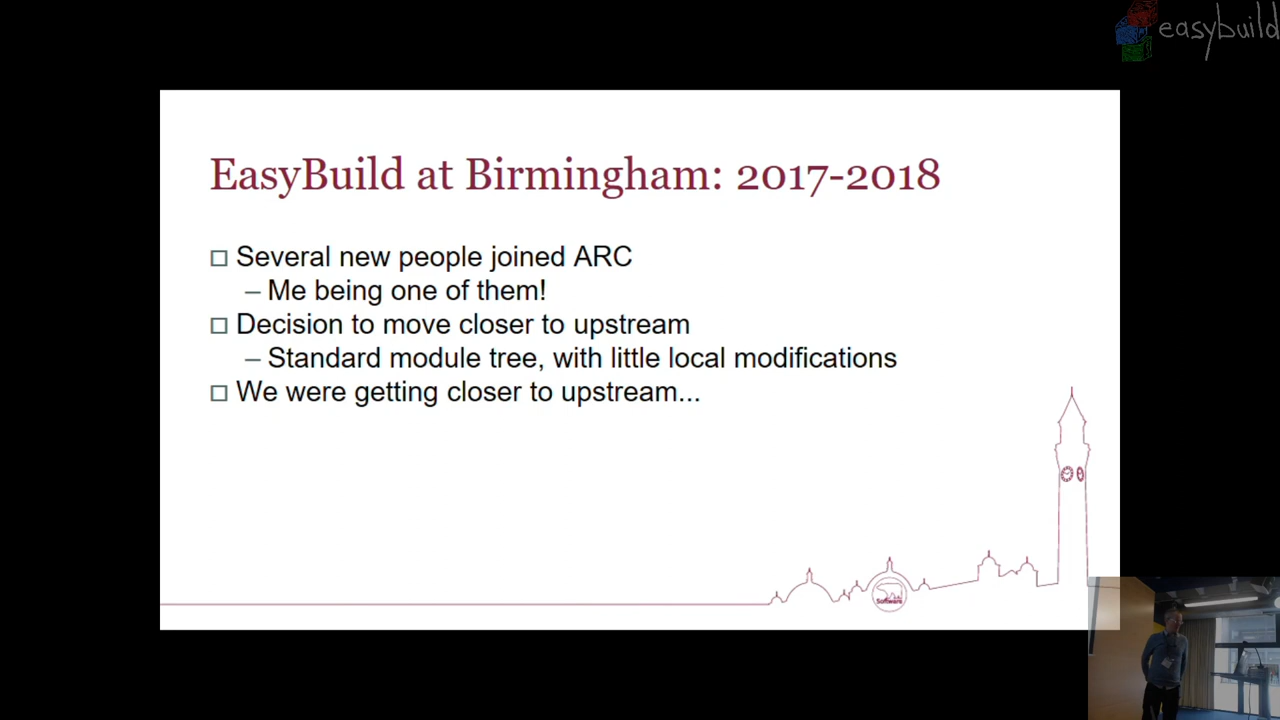 easybuild
EasyBuild at Birmingham: 2017-2018
Several new people joined ARC
– Me being one of them!
Decision to move closer to upstream
– Standard module tree, with little local modifications
We were getting closer to upstream...
Software